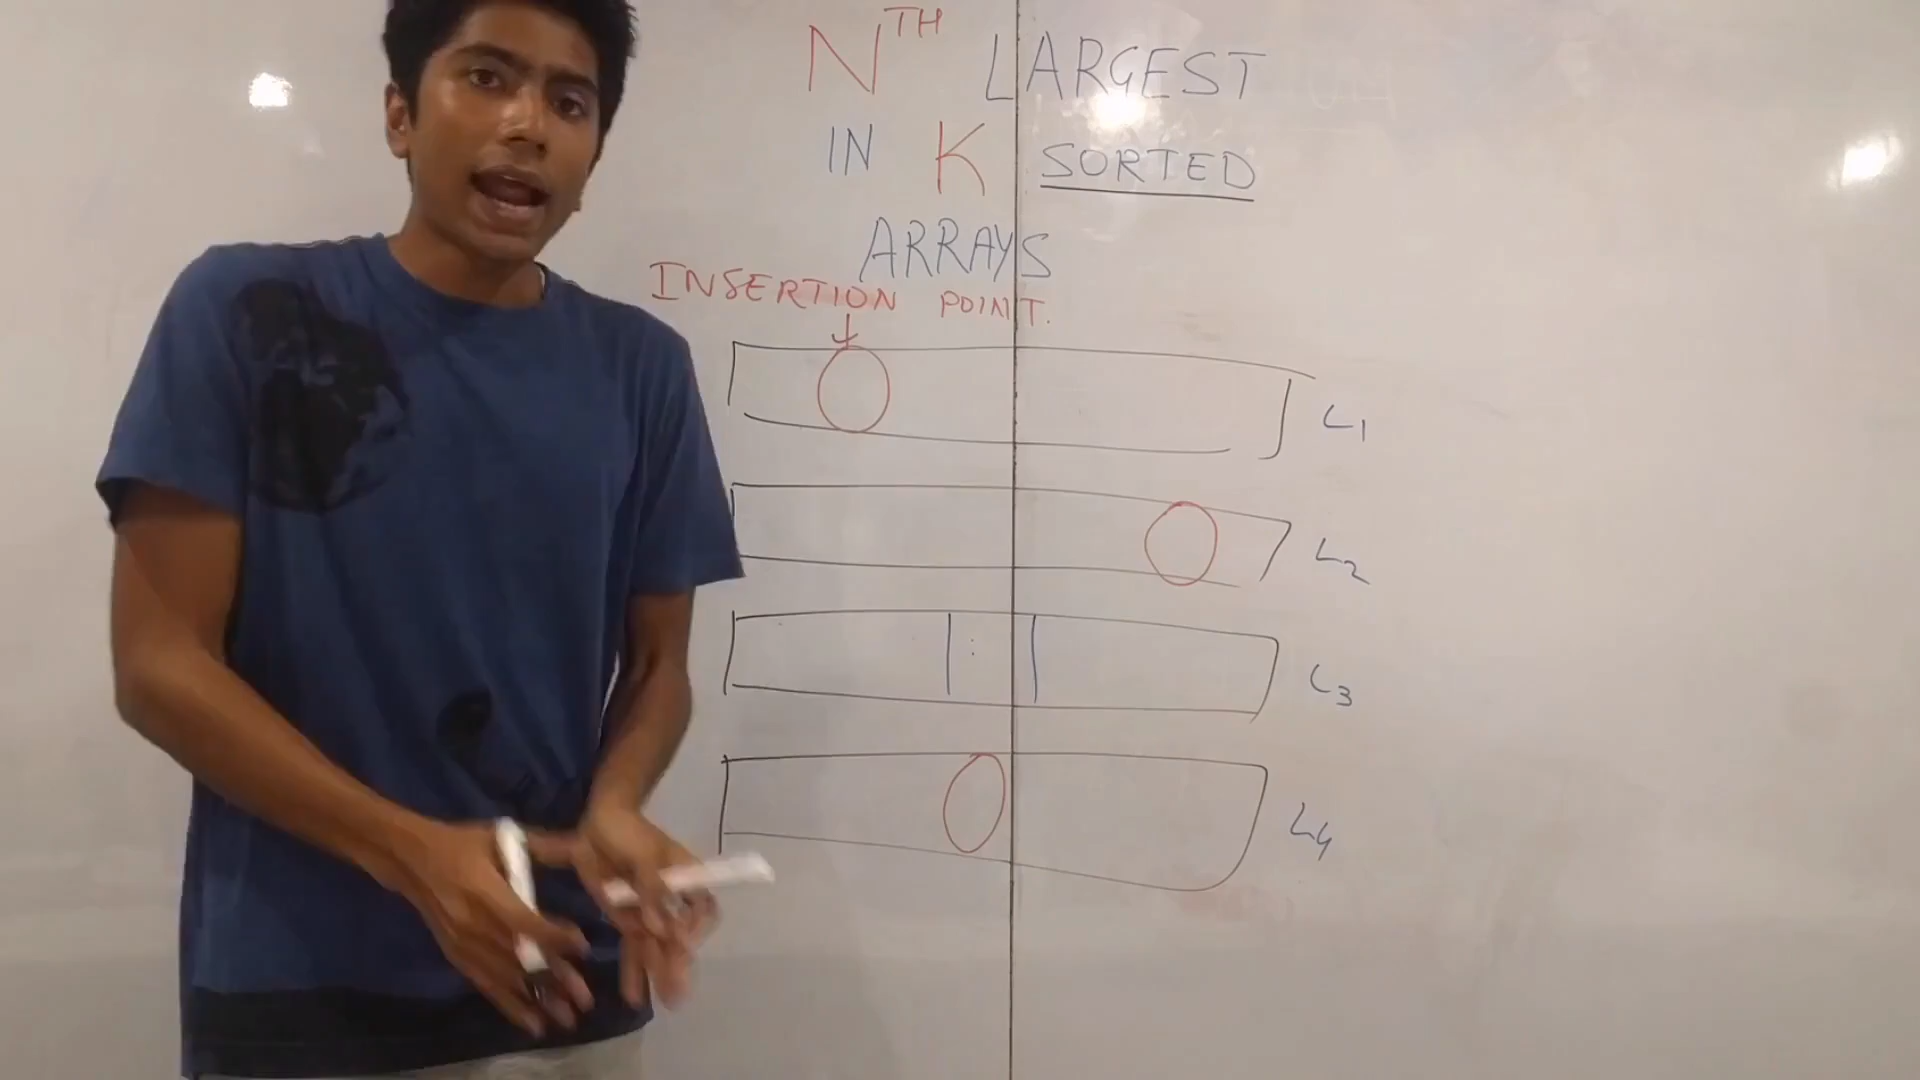 NTH LARGEST
IN K SORTED
ARRAYS
INSERTION POINT.
L1
L2
L3
L4